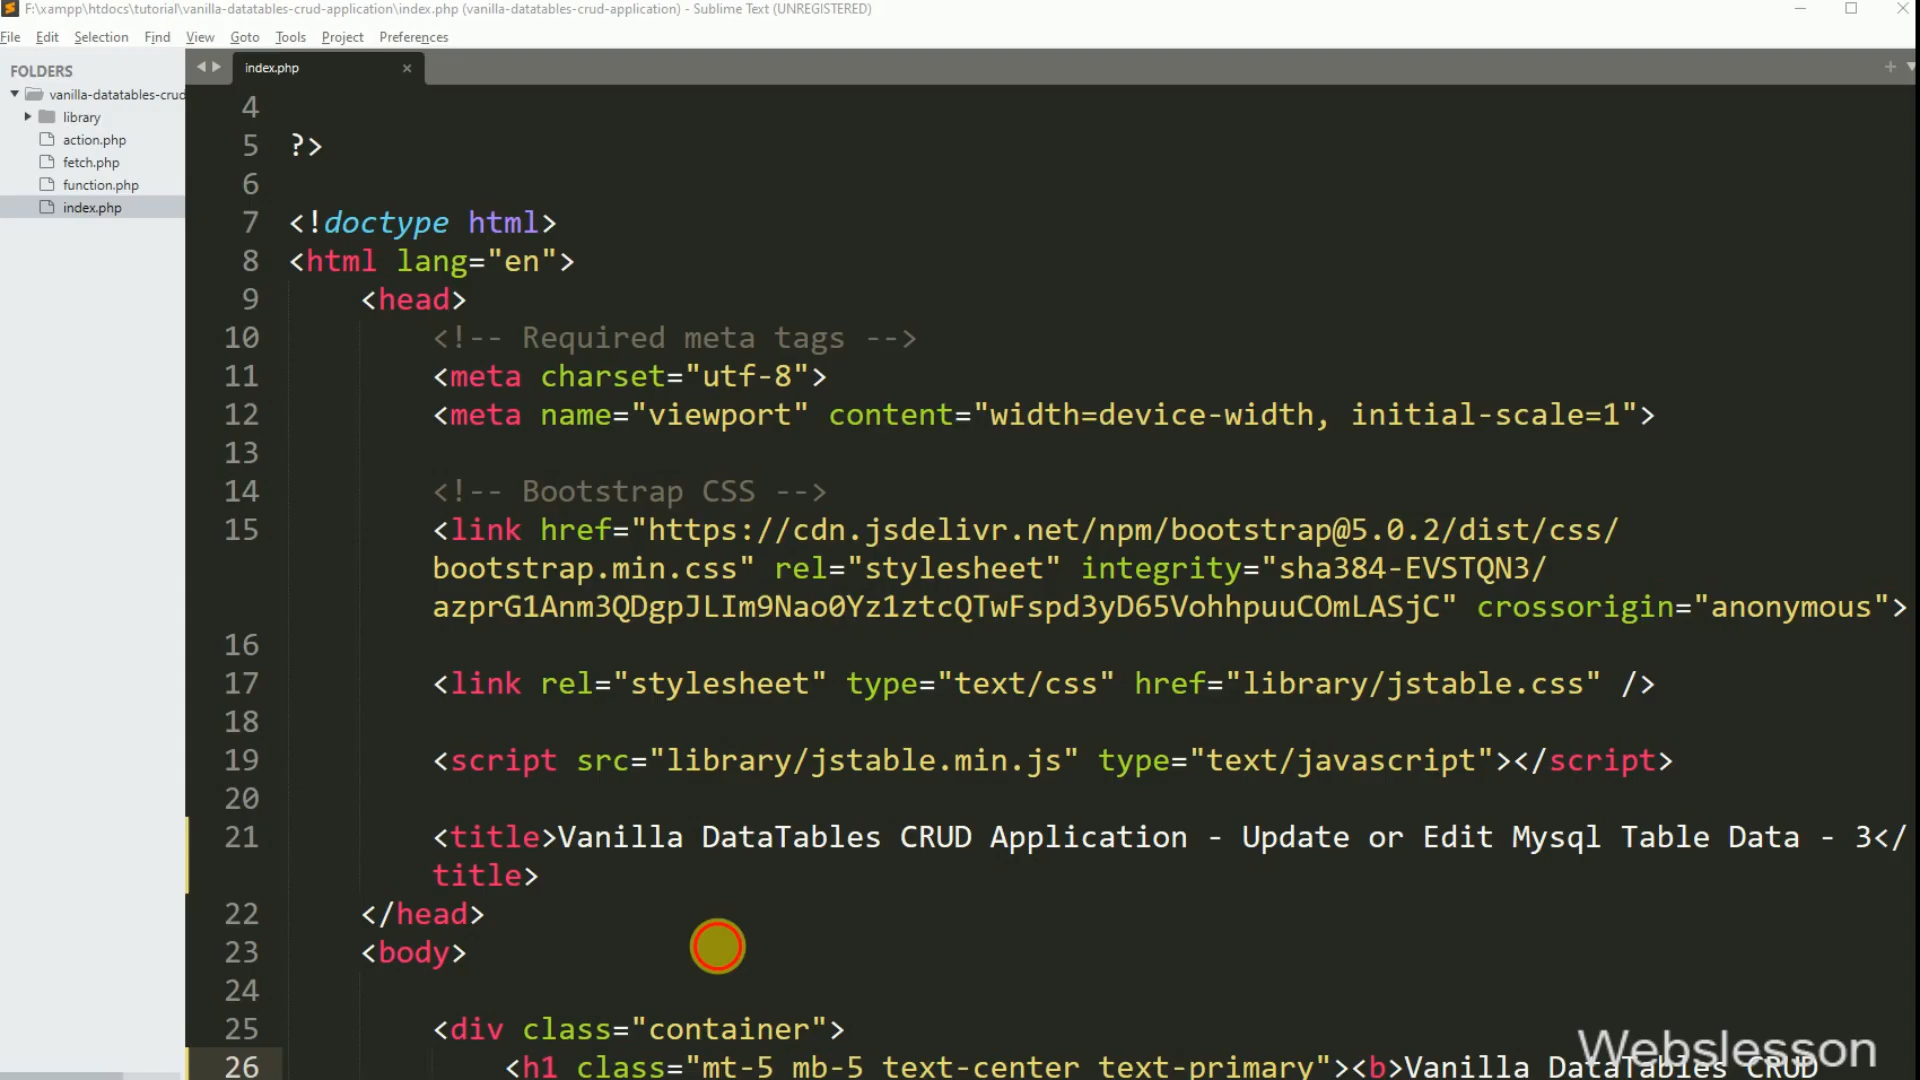 F:\xampp\htdocs\tutorial\vanilla-datatables-crud-application\index.php (vanilla-datatables-crud-application) - Sublime Text (UNREGISTERED)
File Edit Selection Find View Goto Tools Project Preferences
FOLDERS
vanilla-datatables-crud
library
action.php
fetch.php
function.php
index.php
index.php
4
5 ?>
6
7 <!doctype html>
8 <html lang="en">
9 <head>
10 <!-- Required meta tags -->
11 <meta charset="utf-8">
12 <meta name="viewport" content="width=device-width, initial-scale=1">
13
14 <!-- Bootstrap CSS -->
15 <link href="https://cdn.jsdelivr.net/npm/bootstrap@5.0.2/dist/css/
bootstrap.min.css" rel="stylesheet" integrity="sha384-EVSTQN3/
azprG1Anm3QDgpJLIm9Nao0Yz1ztcQTwFspd3yD65VohhpuuCOmLASjC" crossorigin="anonymous">
16
17 <link rel="stylesheet" type="text/css" href="library/jstable.css" />
18
19 <script src="library/jstable.min.js" type="text/javascript"></script>
20
21 <title>Vanilla DataTables CRUD Application - Update or Edit Mysql Table Data - 3</
title>
22 </head>
23 <body>
24
25 <div class="container">
26 <h1 class="mt-5 mb-5 text-center text-primary"><b>Vanilla DataTables CRUD
Webslesson